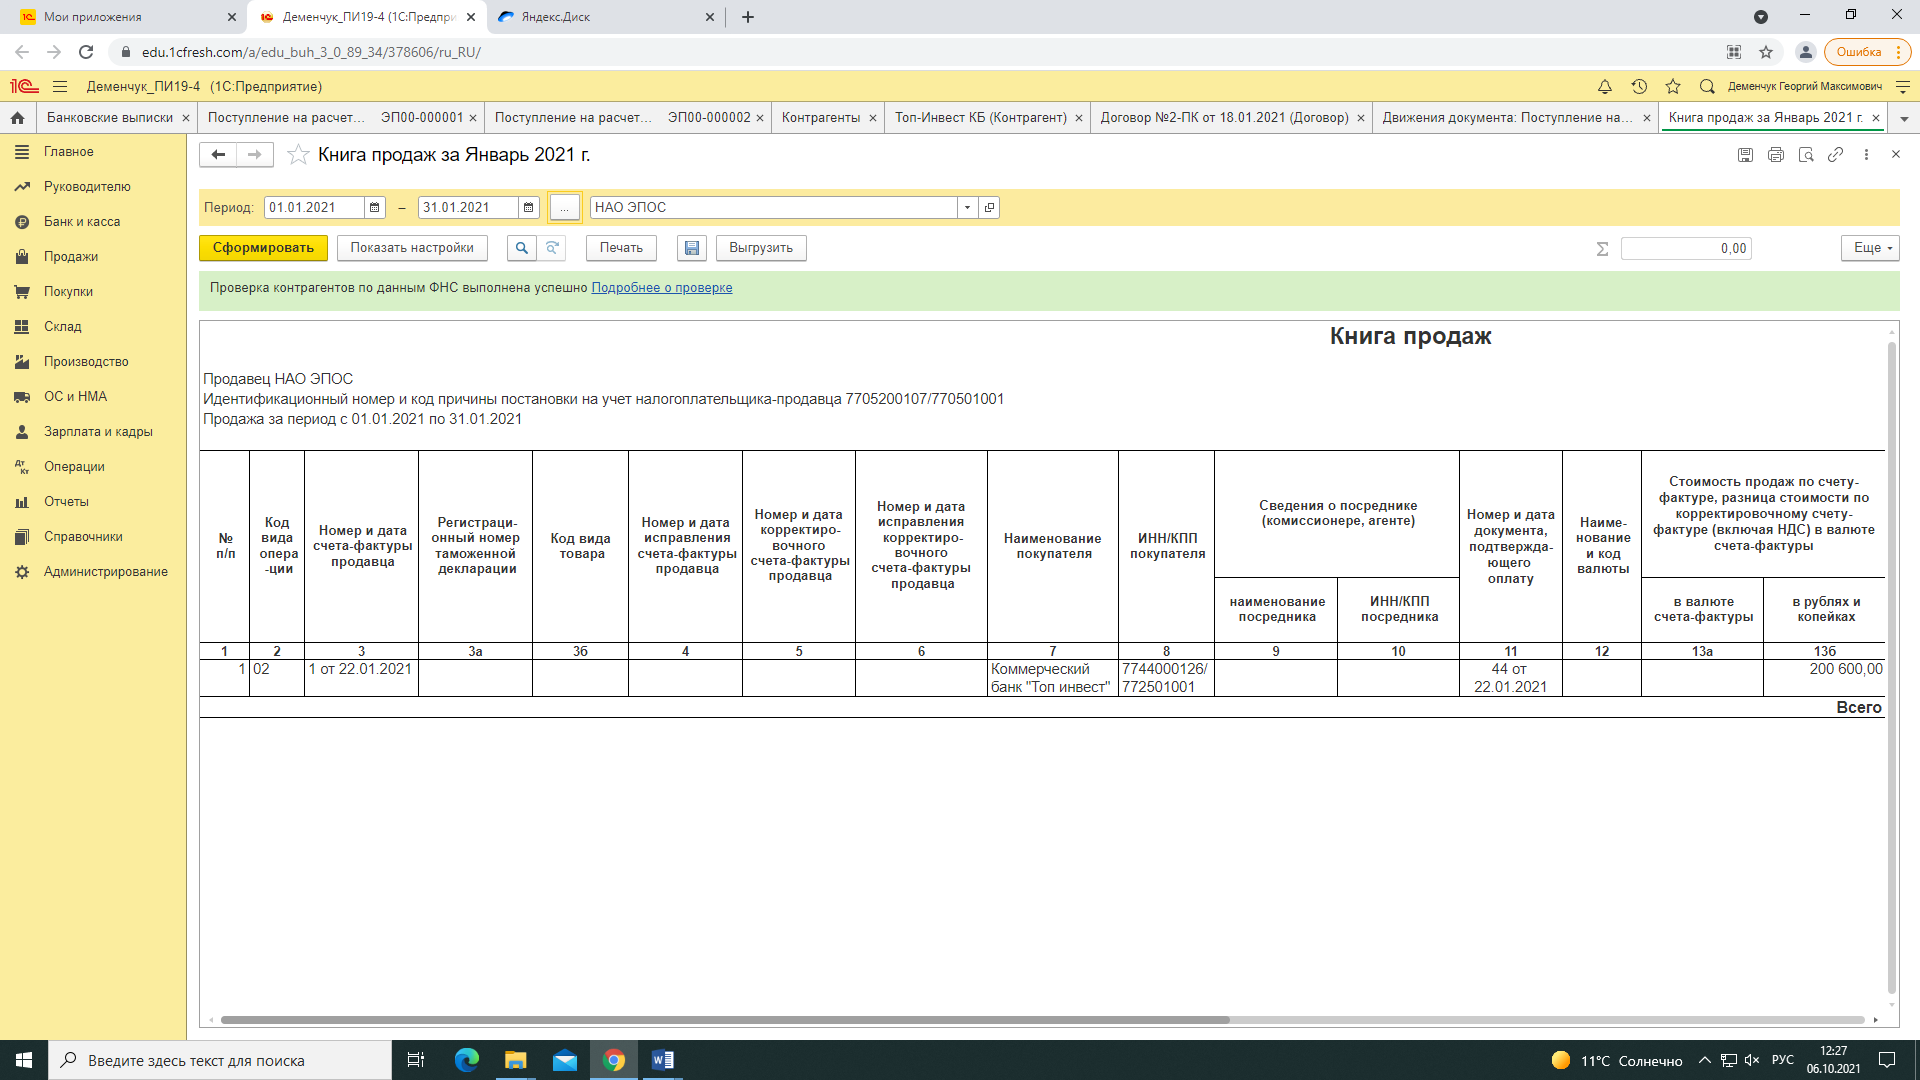 Мои приложения
Деменчук_ПИ19-4 (1С:Предпри
Яндекс.Диск
edu.1cfresh.com/a/edu_buh_3_0_89_34/378606/ru_RU/
Ошибка
Деменчук_ПИ19-4 (1С:Предприятие)
Деменчук Георгий Максимович
Банковские выписки
Поступление на расчет... ЭП00-000001
Поступление на расчет... ЭП00-000002
Контрагенты
Топ-Инвест КБ (Контрагент)
Договор №2-ПК от 18.01.2021 (Договор)
Движения документа: Поступление на...
Книга продаж за Январь 2021 г.
Главное
Руководителю
Банк и касса
Продажи
Покупки
Склад
Производство
ОС и НМА
Зарплата и кадры
Операции
Отчеты
Справочники
Администрирование
Книга продаж за Январь 2021 г.
Период: 01.01.2021 – 31.01.2021 ... НАО ЭПОС
Сформировать
Показать настройки
Печать
Выгрузить
Σ 0,00
Еще
Проверка контрагентов по данным ФНС выполнена успешно Подробнее о проверке
Книга продаж
Продавец НАО ЭПОС
Идентификационный номер и код причины постановки на учет налогоплательщика-продавца 7705200107/770501001
Продажа за период с 01.01.2021 по 31.01.2021
№
п/п
Код
вида
опера
-ции
Номер и дата
счета-фактуры
продавца
Регистраци-
онный номер
таможенной
декларации
Код вида
товара
Номер и дата
исправления
счета-фактуры
продавца
Номер и дата
корректиро-
вочного
счета-фактуры
продавца
Номер и дата
исправления
корректиро-
вочного
счета-фактуры
продавца
Наименование
покупателя
ИНН/КПП
покупателя
Сведения о посреднике
(комиссионере, агенте)
наименование
посредника
ИНН/КПП
посредника
Номер и дата
документа,
подтвержда-
ющего
оплату
Наиме-
нование
и код
валюты
Стоимость продаж по счету-
фактуре, разница стоимости по
корректировочному счету-
фактуре (включая НДС) в валюте
счета-фактуры
в валюте
счета-фактуры
в рублях и
копейках
1 2 3 3а 3б 4 5 6 7 8 9 10 11 12 13а 13б
1 02 1 от 22.01.2021 Коммерческий 7744000126/ 44 от 200 600,00
банк "Топ инвест" 772501001 22.01.2021
Всего
Введите здесь текст для поиска
11°C Солнечно
РУС
12:27
06.10.2021